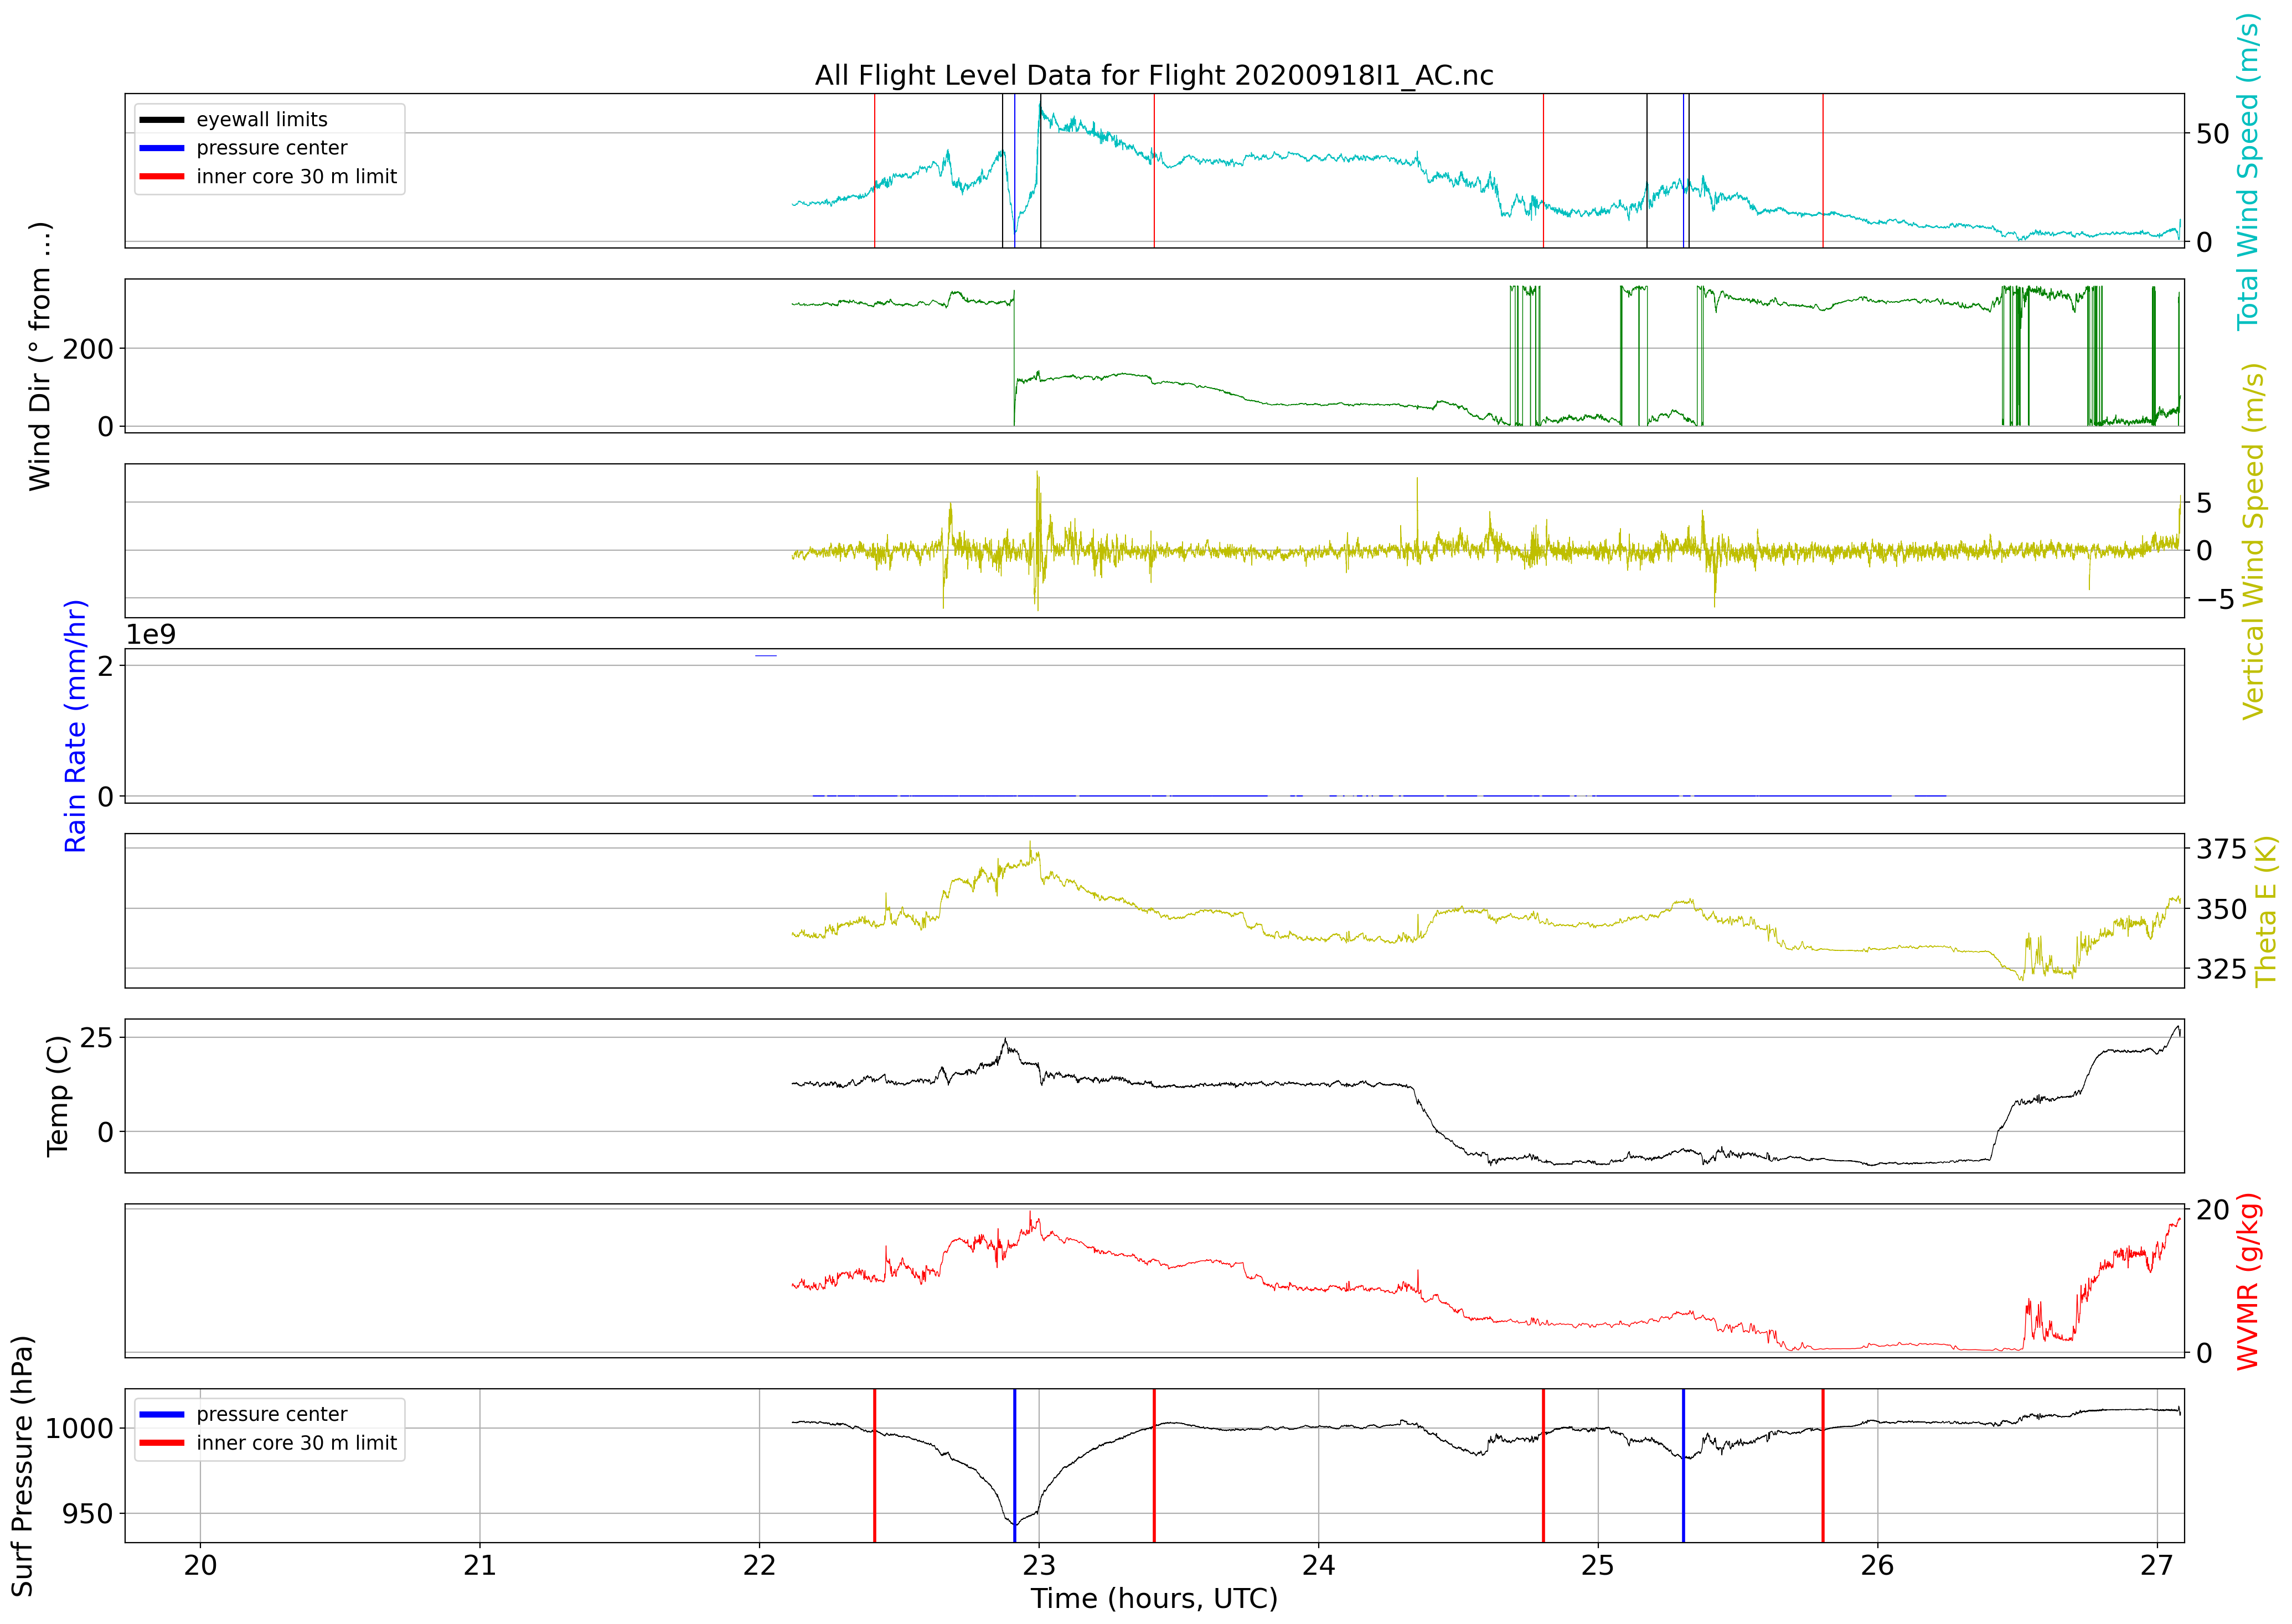 All Flight Level Data for Flight 20200918I1_AC.nc
eyewall limits
pressure center
inner core 30 m limit
50
0
Total Wind Speed (m/s)
Wind Dir (° from ...)
200
0
5
0
−5
Vertical Wind Speed (m/s)
1e9
Rain Rate (mm/hr)
2
0
375
350
325
Theta E (K)
Temp (C)
25
0
20
0
WVMR (g/kg)
Surf Pressure (hPa)
1000
950
pressure center
inner core 30 m limit
20 21 22 23 24 25 26 27
Time (hours, UTC)